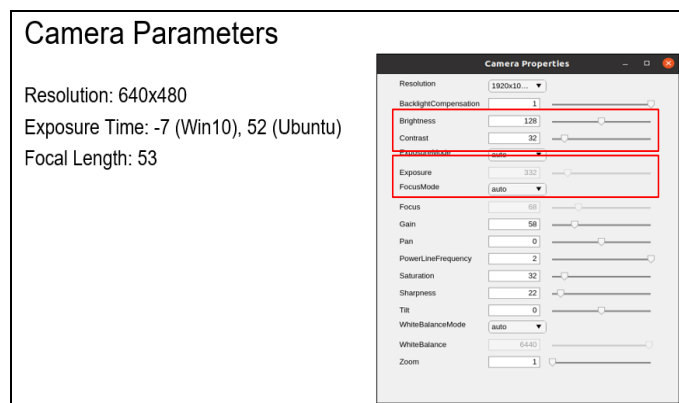 Camera Parameters
Resolution: 640x480
Exposure Time: -7 (Win10), 52 (Ubuntu)
Focal Length: 53
Camera Properties
Resolution 1920x10...
BacklightCompensation 1
Brightness 128
Contrast 32
ExposureMode auto
Exposure 332
FocusMode auto
Focus 68
Gain 58
Pan 0
PowerLineFrequency 2
Saturation 32
Sharpness 22
Tilt 0
WhiteBalanceMode auto
WhiteBalance 6440
Zoom 1